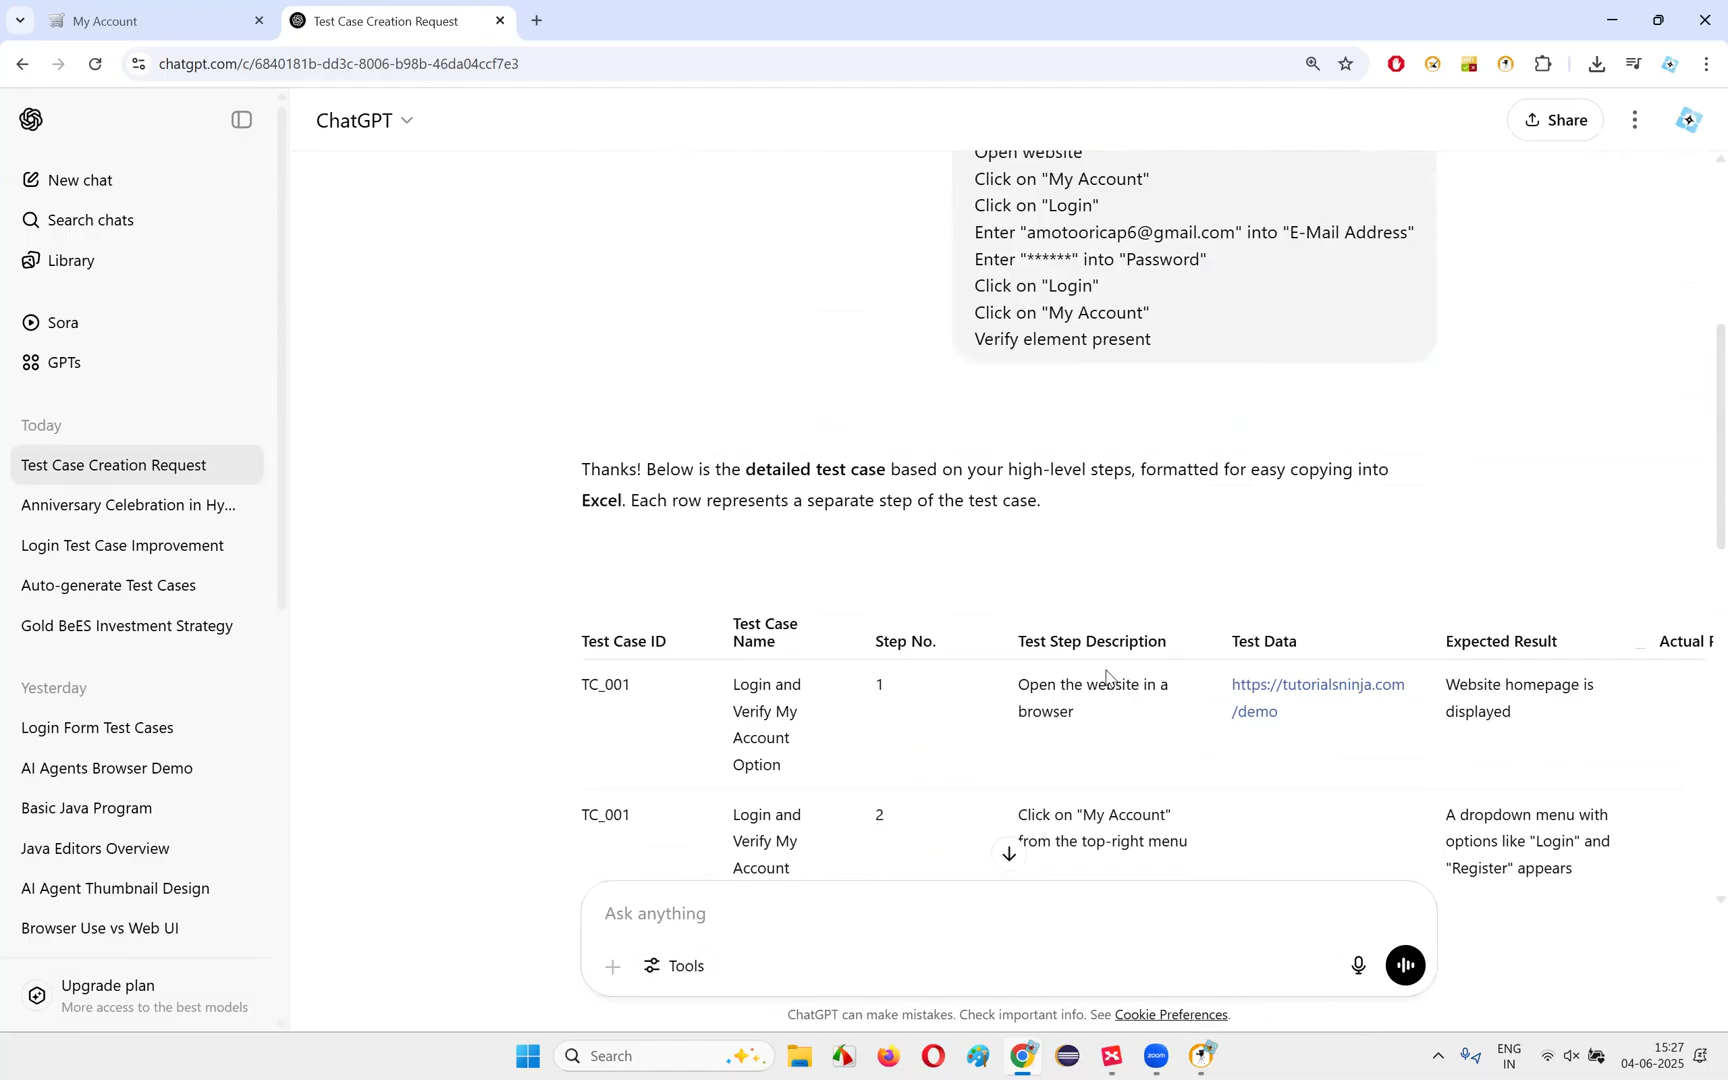 My Account
Test Case Creation Request
chatgpt.com/c/6840181b-dd3c-8006-b98b-46da04ccf7e3
ChatGPT
Share
New chat
Search chats
Library
Sora
GPTs
Today
Test Case Creation Request
Anniversary Celebration in Hy...
Login Test Case Improvement
Auto-generate Test Cases
Gold BeES Investment Strategy
Yesterday
Login Form Test Cases
AI Agents Browser Demo
Basic Java Program
Java Editors Overview
AI Agent Thumbnail Design
Browser Use vs Web UI
Upgrade plan
More access to the best models
Open website
Click on "My Account"
Click on "Login"
Enter "amotooricap6@gmail.com" into "E-Mail Address"
Enter "******" into "Password"
Click on "Login"
Click on "My Account"
Verify element present
Thanks! Below is the detailed test case based on your high-level steps, formatted for easy copying into
Excel. Each row represents a separate step of the test case.
Test Case ID
Test Case
Name
Step No.
Test Step Description
Test Data
Expected Result
Actual
TC_001
Login and
Verify My
Account
Option
1
Open the website in a
browser
https://tutorialsninja.com
/demo
Website homepage is
displayed
TC_001
Login and
Verify My
Account
2
Click on "My Account"
from the top-right menu
A dropdown menu with
options like "Login" and
"Register" appears
Ask anything
Tools
ChatGPT can make mistakes. Check important info. See Cookie Preferences.
Search
zoom
ENG
IN
15:27
04-06-2025